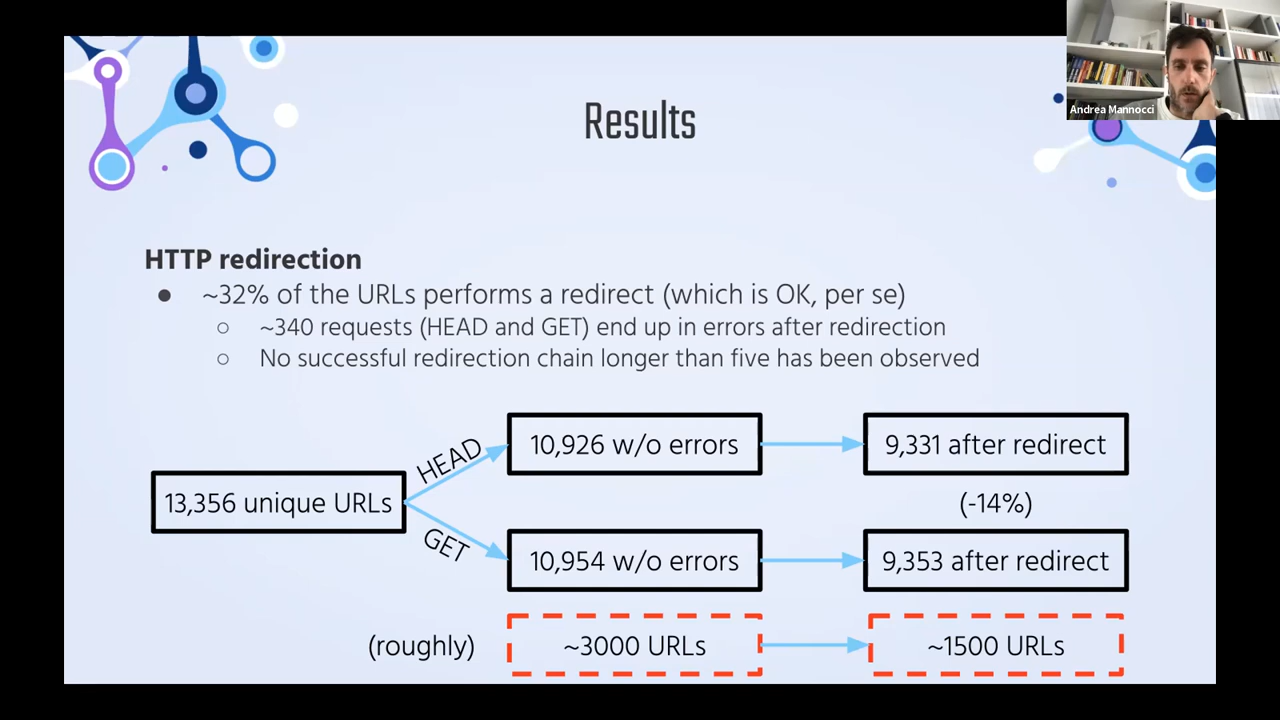 Andrea Mannocci
Results
HTTP redirection
● ~32% of the URLs performs a redirect (which is OK, per se)
○ ~340 requests (HEAD and GET) end up in errors after redirection
○ No successful redirection chain longer than five has been observed
13,356 unique URLs
HEAD
10,926 w/o errors
9,331 after redirect
(-14%)
GET
10,954 w/o errors
9,353 after redirect
(roughly)
~3000 URLs
~1500 URLs